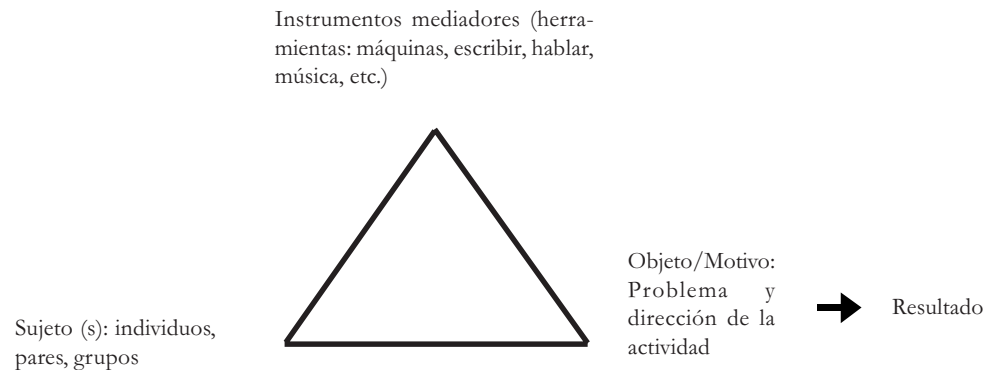 Instrumentos mediadores (herra-
mientas: máquinas, escribir, hablar,
música, etc.)
Objeto/Motivo:
Problema y
dirección de la
actividad
Resultado
Sujeto (s): individuos,
pares, grupos